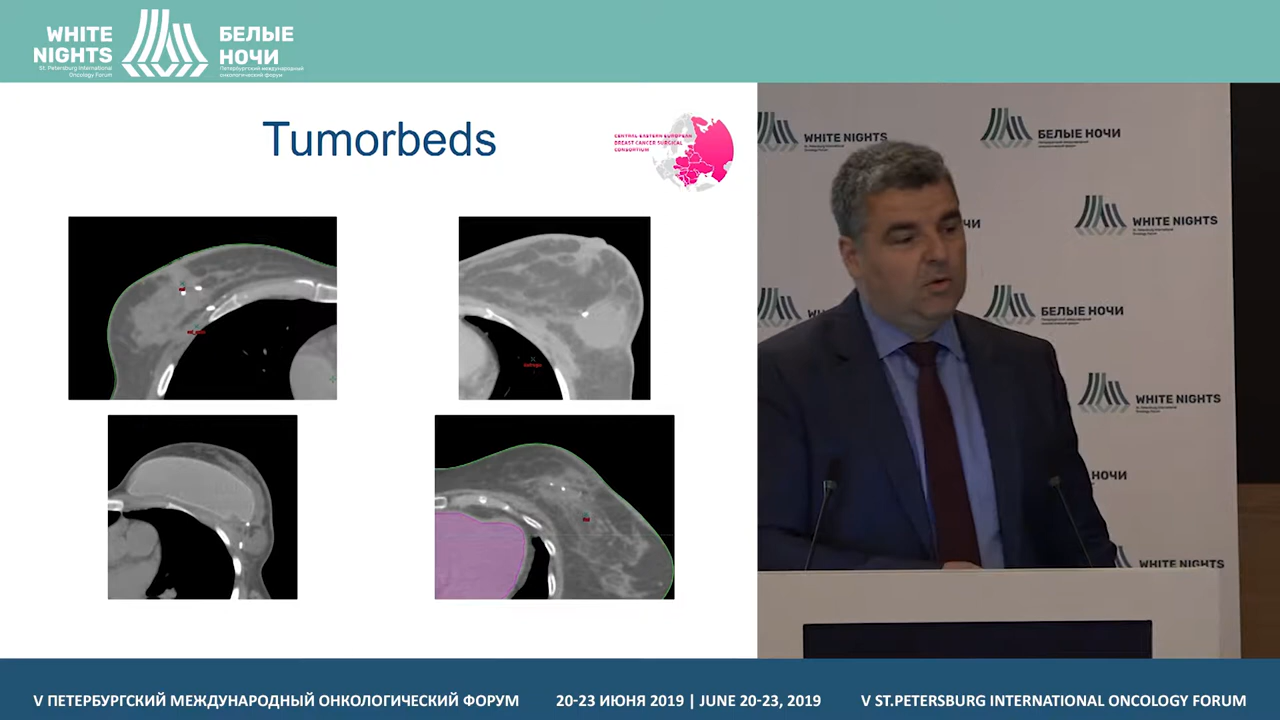 WHITE
NIGHTS
St. Petersburg International
Oncology Forum
БЕЛЫЕ
НОЧИ
Петербургский международный
онкологический форум
Tumorbeds
CENTRAL EASTERN EUROPEAN
BREAST CANCER SURGICAL
CONSORTIUM
WHITE NIGHTS
БЕЛЫЕ НОЧИ
WHITE NIGHTS
БЕЛЫЕ НОЧИ
WHITE NIGHTS
WHITE NIGHTS
V ПЕТЕРБУРГСКИЙ МЕЖДУНАРОДНЫЙ ОНКОЛОГИЧЕСКИЙ ФОРУМ
20-23 ИЮНЯ 2019 | JUNE 20-23, 2019
V ST.PETERSBURG INTERNATIONAL ONCOLOGY FORUM